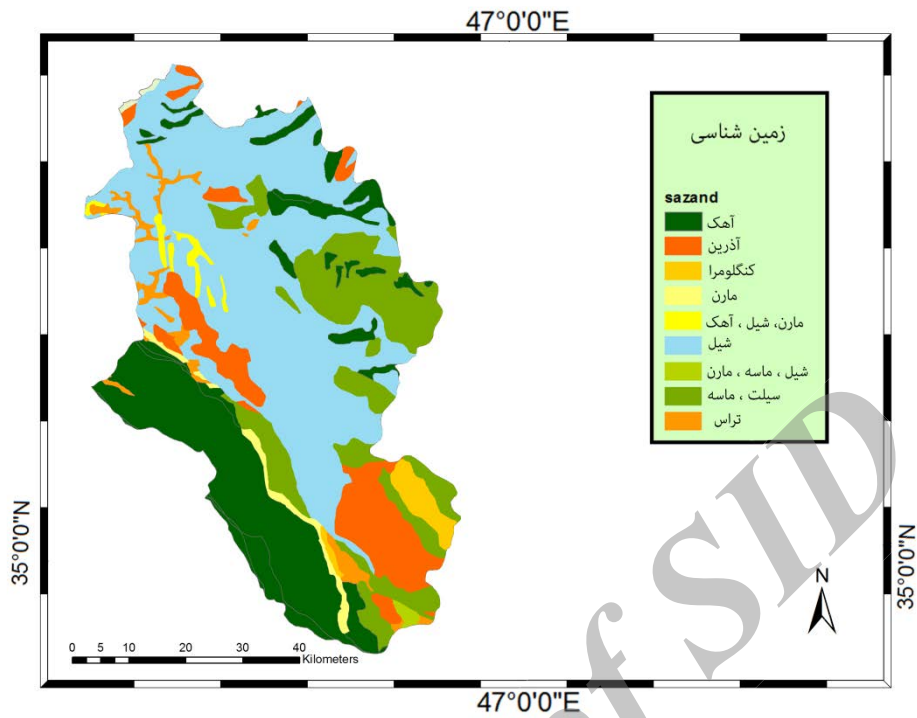 47°0'0"E
زمین شناسی
sazand
آهک
آذرین
کنگلومرا
مارن
مارن، شیل ، آهک
شیل
شیل ، ماسه ، مارن
سیلت ، ماسه
تراس
35°0'0"N
35°0'0"N
N
0 5 10 20 30 40
Kilometers
47°0'0"E
of SID